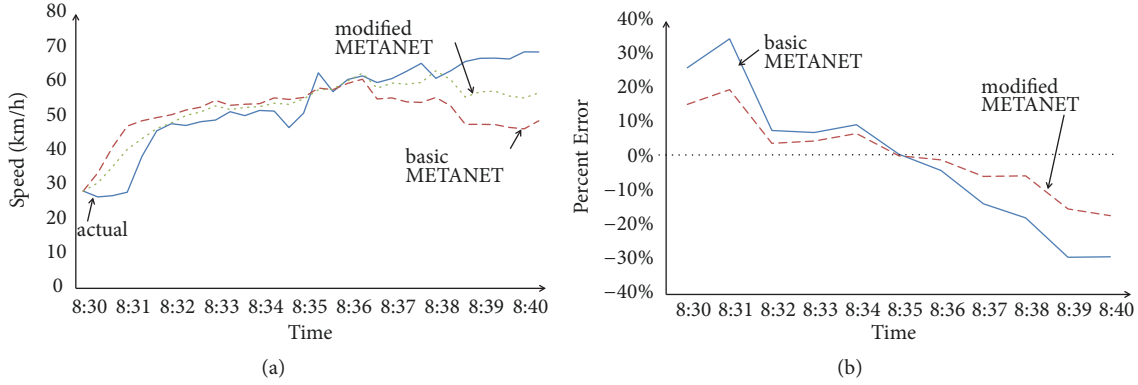 80
70
60
50
40
30
20
10
0
Speed (km/h)
modified
METANET
basic
METANET
actual
8:30 8:31 8:32 8:33 8:34 8:35 8:36 8:37 8:38 8:39 8:40
Time
(a)
40%
30%
20%
10%
0%
−10%
−20%
−30%
−40%
Percent Error
basic
METANET
modified
METANET
8:30 8:31 8:32 8:33 8:34 8:35 8:36 8:37 8:38 8:39 8:40
Time
(b)